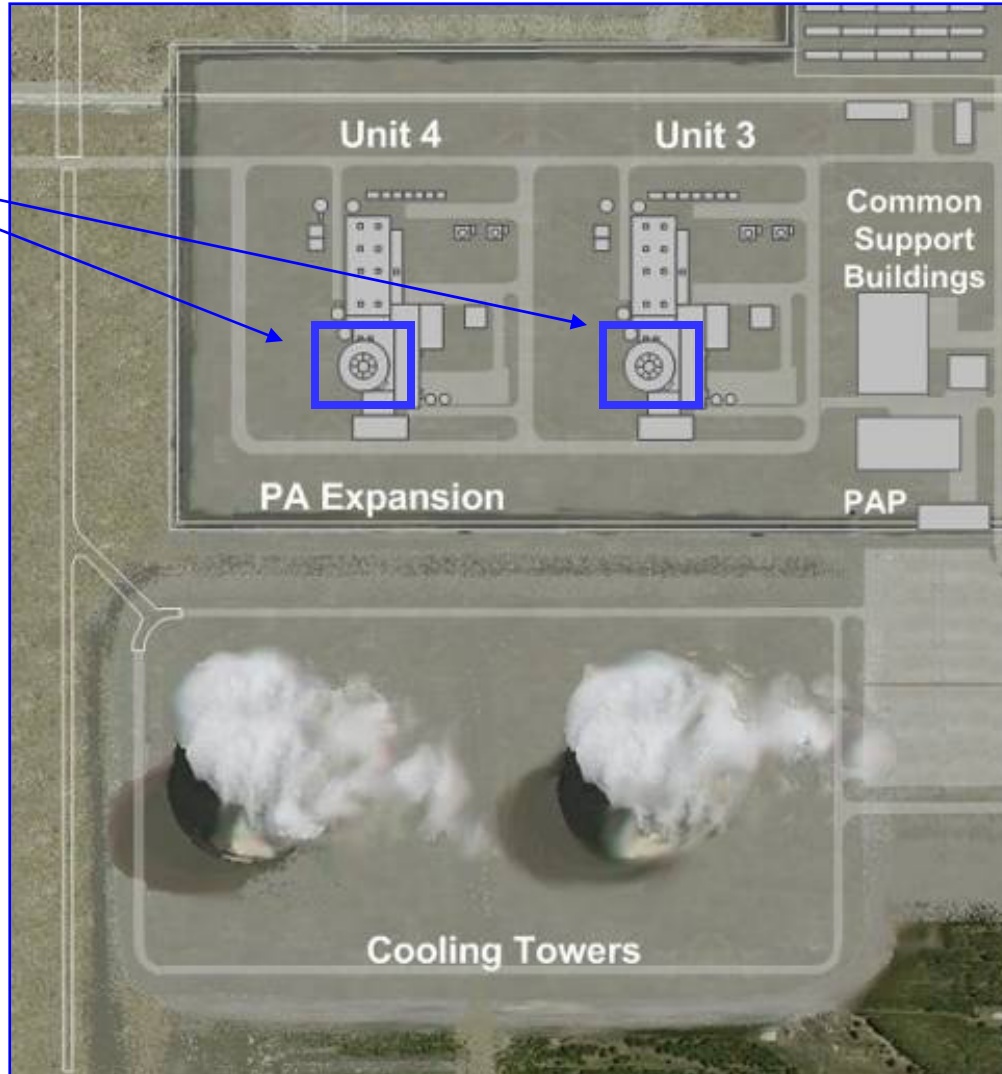 Unit 4
Unit 3
Common
Support
Buildings
PA Expansion
PAP
Cooling Towers